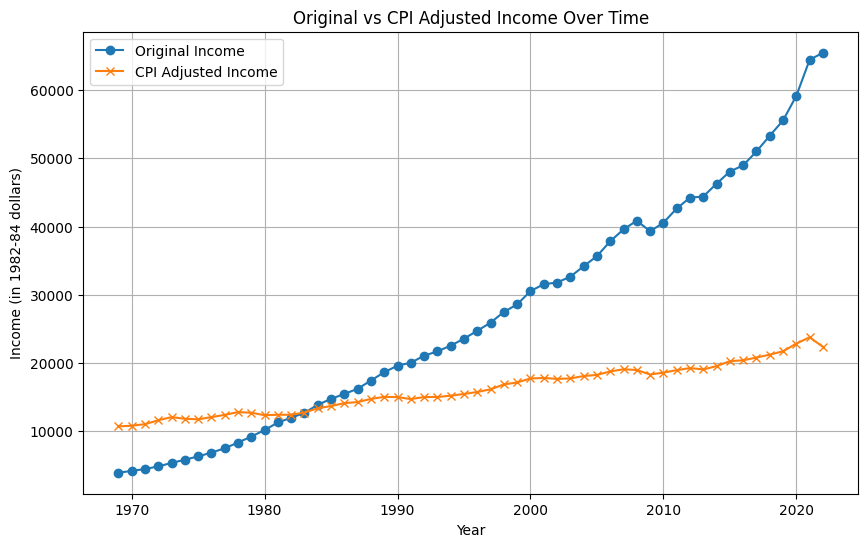 Original vs CPI Adjusted Income Over Time
Original Income
CPI Adjusted Income
60000
50000
40000
30000
20000
10000
Income (in 1982-84 dollars)
1970 1980 1990 2000 2010 2020
Year